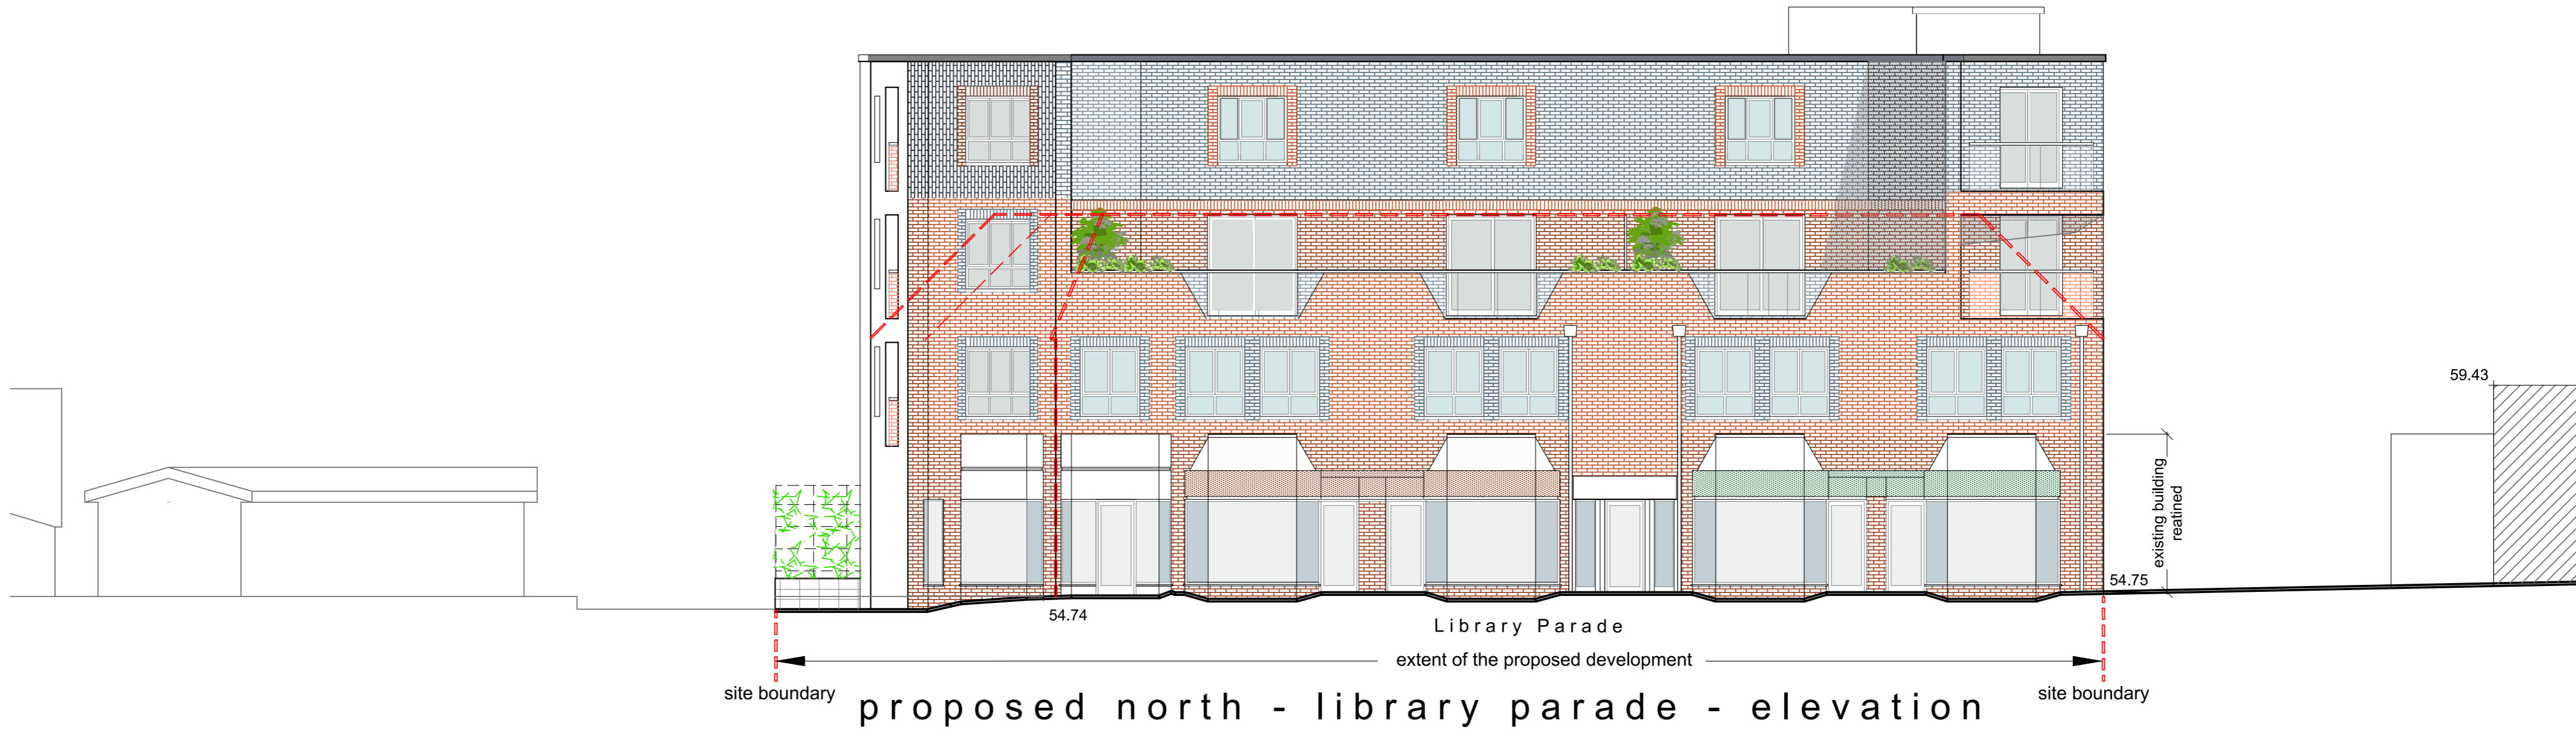 59.43
existing building
reatined
54.75
54.74
Library Parade
extent of the proposed development
site boundary
site boundary
proposed north - library parade - elevation